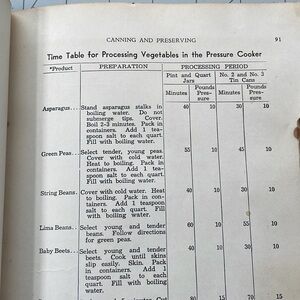 CANNING AND PRESERVING 91
Time Table for Processing Vegetables in the Pressure Cooker
*Product PREPARATION PROCESSING PERIOD
Pint and Quart Jars No. 2 and No. 3 Tin Cans
Minutes Pounds Pressure Minutes Pounds Pressure
Asparagus... Stand asparagus stalks in 40 10 30 10
boiling water. Do not
submerge tips. Cover.
Boil 2-3 minutes. Pack in
containers. Add 1 tea-
spoon salt to each quart.
Fill with boiling water.
Green Peas... Select tender, young peas. 55 10 45 10
Cover with cold water.
Heat to boiling. Pack in
containers. Add 1 tea-
spoon salt to each quart.
Fill with boiling water.
String Beans. Cover with cold water. Heat 40 10 30 10
to boiling. Pack in con-
tainers. Add 1 teaspoon
salt to each quart. Fill
with boiling water.
Lima Beans.. Select young and tender 60 10 55 10
beans. Follow directions
for green peas.
Baby Beets... Select young and tender 40 10 30 10
beets. Cook until skins
slip easily. Skin. Pack
in containers. Add 1
teaspoon salt to each
quart. Fill with boiling
water.